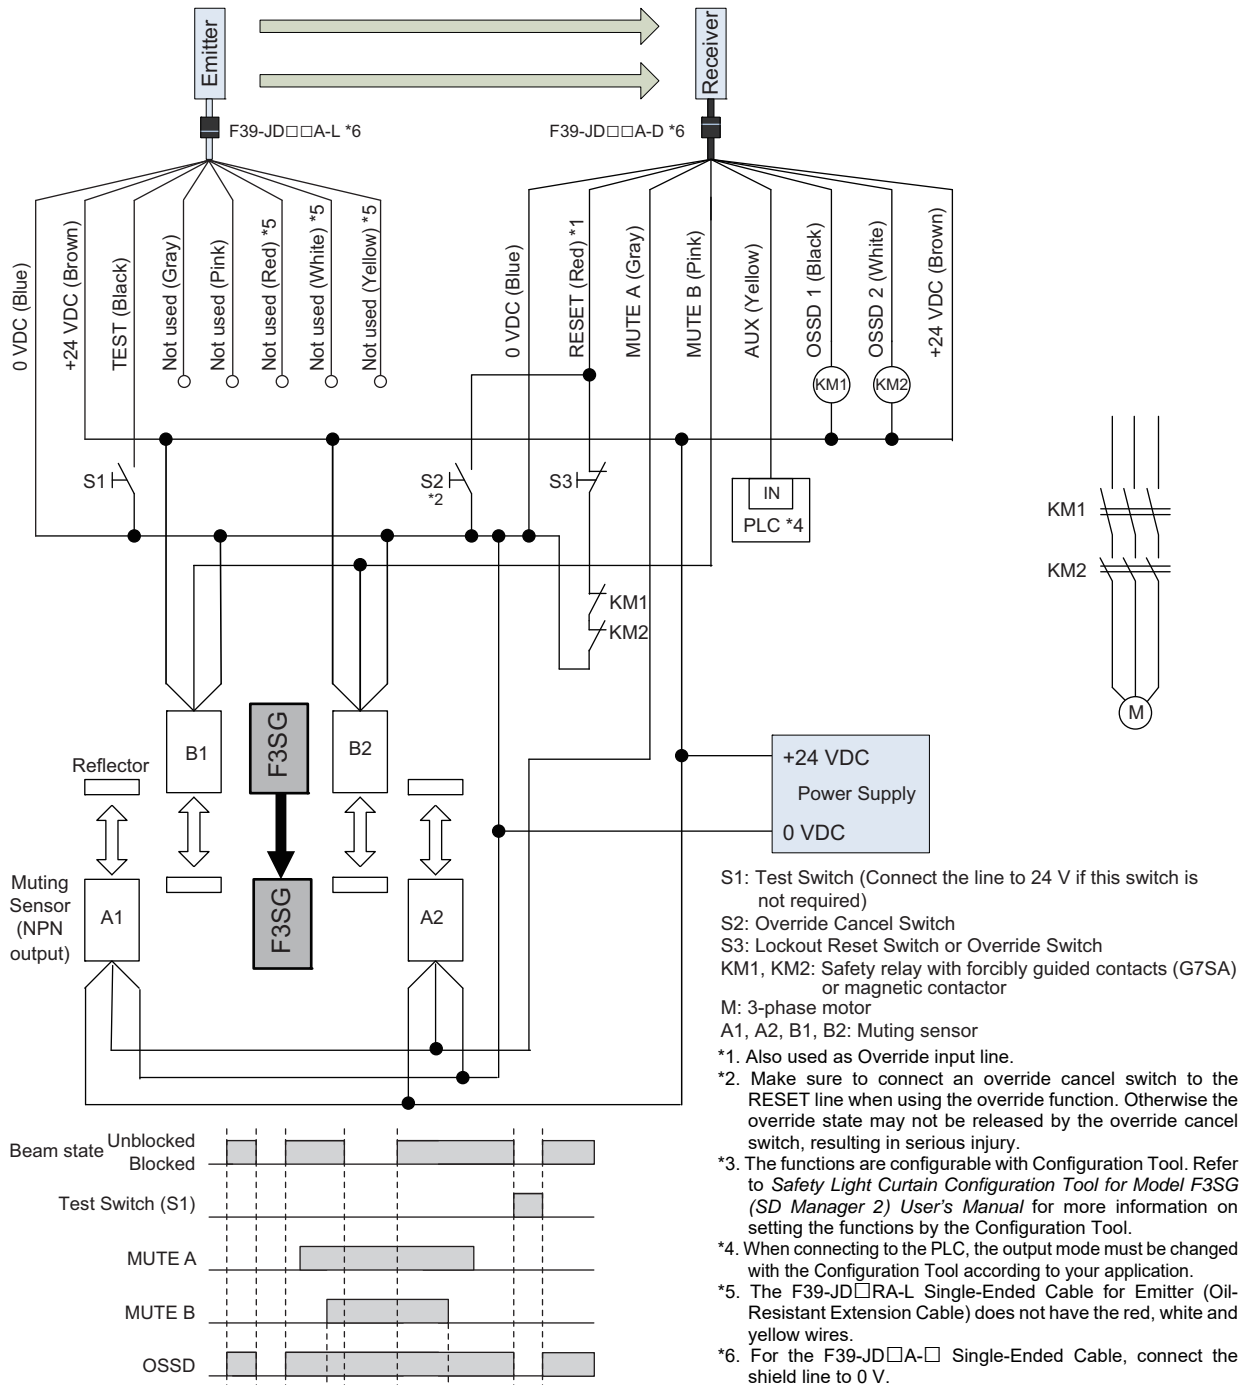 Emitter
Receiver
F39-JD□□A-L *6
F39-JD□□A-D *6
0 VDC (Blue)
+24 VDC (Brown)
TEST (Black)
Not used (Gray)
Not used (Pink)
Not used (Red) *5
Not used (White) *5
Not used (Yellow) *5
0 VDC (Blue)
RESET (Red) *1
MUTE A (Gray)
MUTE B (Pink)
AUX (Yellow)
OSSD 1 (Black)
OSSD 2 (White)
+24 VDC (Brown)
KM1
KM2
S1
S2
*2
S3
IN
PLC *4
KM1
KM2
KM1
KM2
M
B1
F3SG
B2
Reflector
+24 VDC
Power Supply
0 VDC
Muting
Sensor
(NPN
output)
A1
F3SG
A2
S1: Test Switch (Connect the line to 24 V if this switch is
not required)
S2: Override Cancel Switch
S3: Lockout Reset Switch or Override Switch
KM1, KM2: Safety relay with forcibly guided contacts (G7SA)
or magnetic contactor
M: 3-phase motor
A1, A2, B1, B2: Muting sensor
*1. Also used as Override input line.
*2. Make sure to connect an override cancel switch to the
RESET line when using the override function. Otherwise the
override state may not be released by the override cancel
switch, resulting in serious injury.
*3. The functions are configurable with Configuration Tool. Refer
to Safety Light Curtain Configuration Tool for Model F3SG
(SD Manager 2) User's Manual for more information on
setting the functions by the Configuration Tool.
*4. When connecting to the PLC, the output mode must be changed
with the Configuration Tool according to your application.
*5. The F39-JD□RA-L Single-Ended Cable for Emitter (Oil-
Resistant Extension Cable) does not have the red, white and
yellow wires.
*6. For the F39-JD□A-□ Single-Ended Cable, connect the
shield line to 0 V.
Beam state Unblocked
Blocked
Test Switch (S1)
MUTE A
MUTE B
OSSD